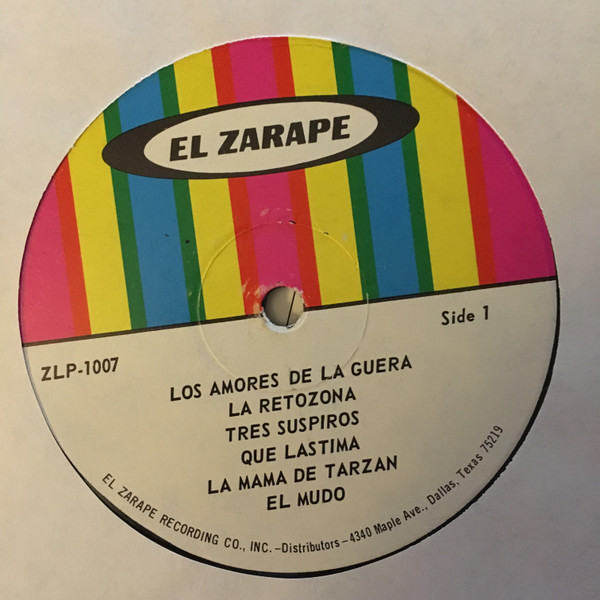 EL ZARAPE
Side 1
ZLP-1007
LOS AMORES DE LA GUERA
LA RETOZONA
TRES SUSPIROS
QUE LASTIMA
LA MAMA DE TARZAN
EL MUDO
EL ZARAPE RECORDING CO., INC. -Distributors - 4340 Maple Ave., Dallas, Texas 75219